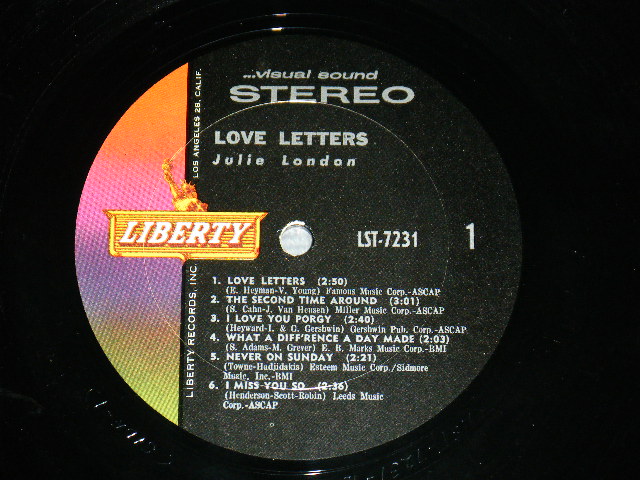 ...visual sound
STEREO
LOVE LETTERS
Julie London
LIBERTY
LST-7231
1
1. LOVE LETTERS (2:50)
(E. Heyman-V. Young) Famous Music Corp.-ASCAP
2. THE SECOND TIME AROUND (3:01)
(S. Cahn-J. Van Heusen) Miller Music Corp.-ASCAP
3. I LOVE YOU PORGY (2:40)
(Heyward-I. & G. Gershwin) Gershwin Pub. Corp.-ASCAP
4. WHAT A DIFF'RENCE A DAY MADE (2:03)
(S. Adams-M. Grever) E. B. Marks Music Corp.-BMI
5. NEVER ON SUNDAY (2:21)
(Towne-Hadjidakis) Esteem Music Corp./Sidmore
Music, Inc.-BMI
6. I MISS YOU SO (2:36)
(Henderson-Scott-Robin) Leeds Music
Corp.-ASCAP
LIBERTY RECORDS, INC.
LOS ANGELES 28, CALIF.